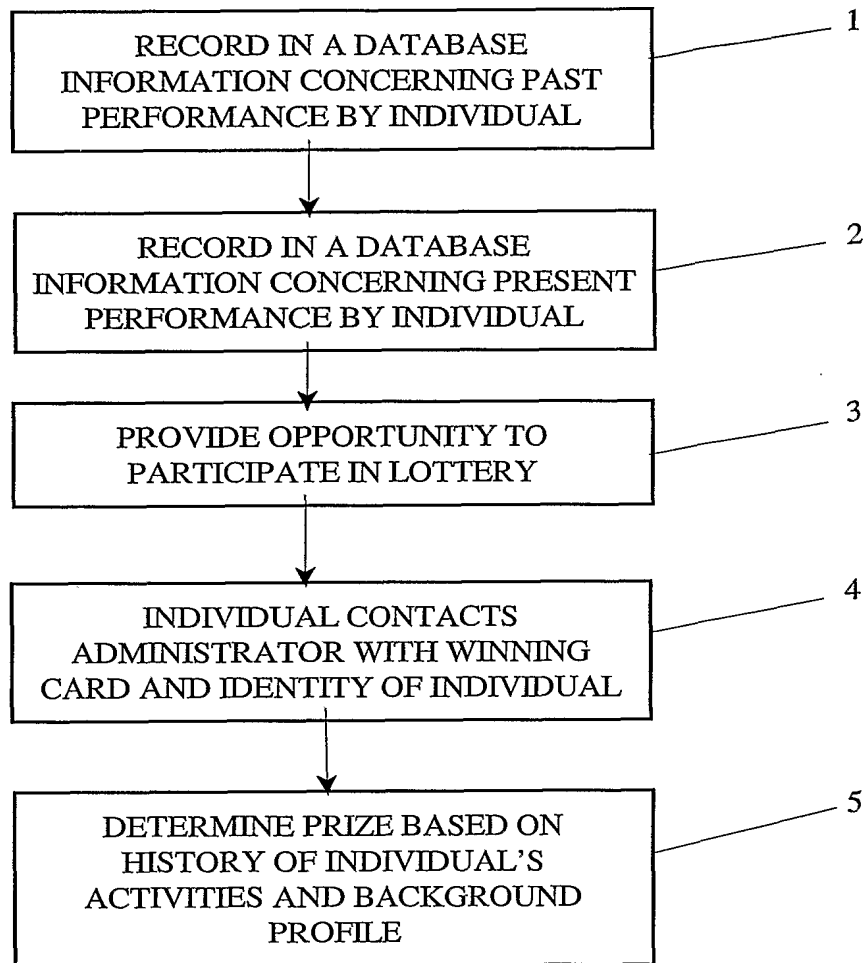 RECORD IN A DATABASE
INFORMATION CONCERNING PAST
PERFORMANCE BY INDIVIDUAL
1
RECORD IN A DATABASE
INFORMATION CONCERNING PRESENT
PERFORMANCE BY INDIVIDUAL
2
PROVIDE OPPORTUNITY TO
PARTICIPATE IN LOTTERY
3
INDIVIDUAL CONTACTS
ADMINISTRATOR WITH WINNING
CARD AND IDENTITY OF INDIVIDUAL
4
DETERMINE PRIZE BASED ON
HISTORY OF INDIVIDUAL'S
ACTIVITIES AND BACKGROUND
PROFILE
5